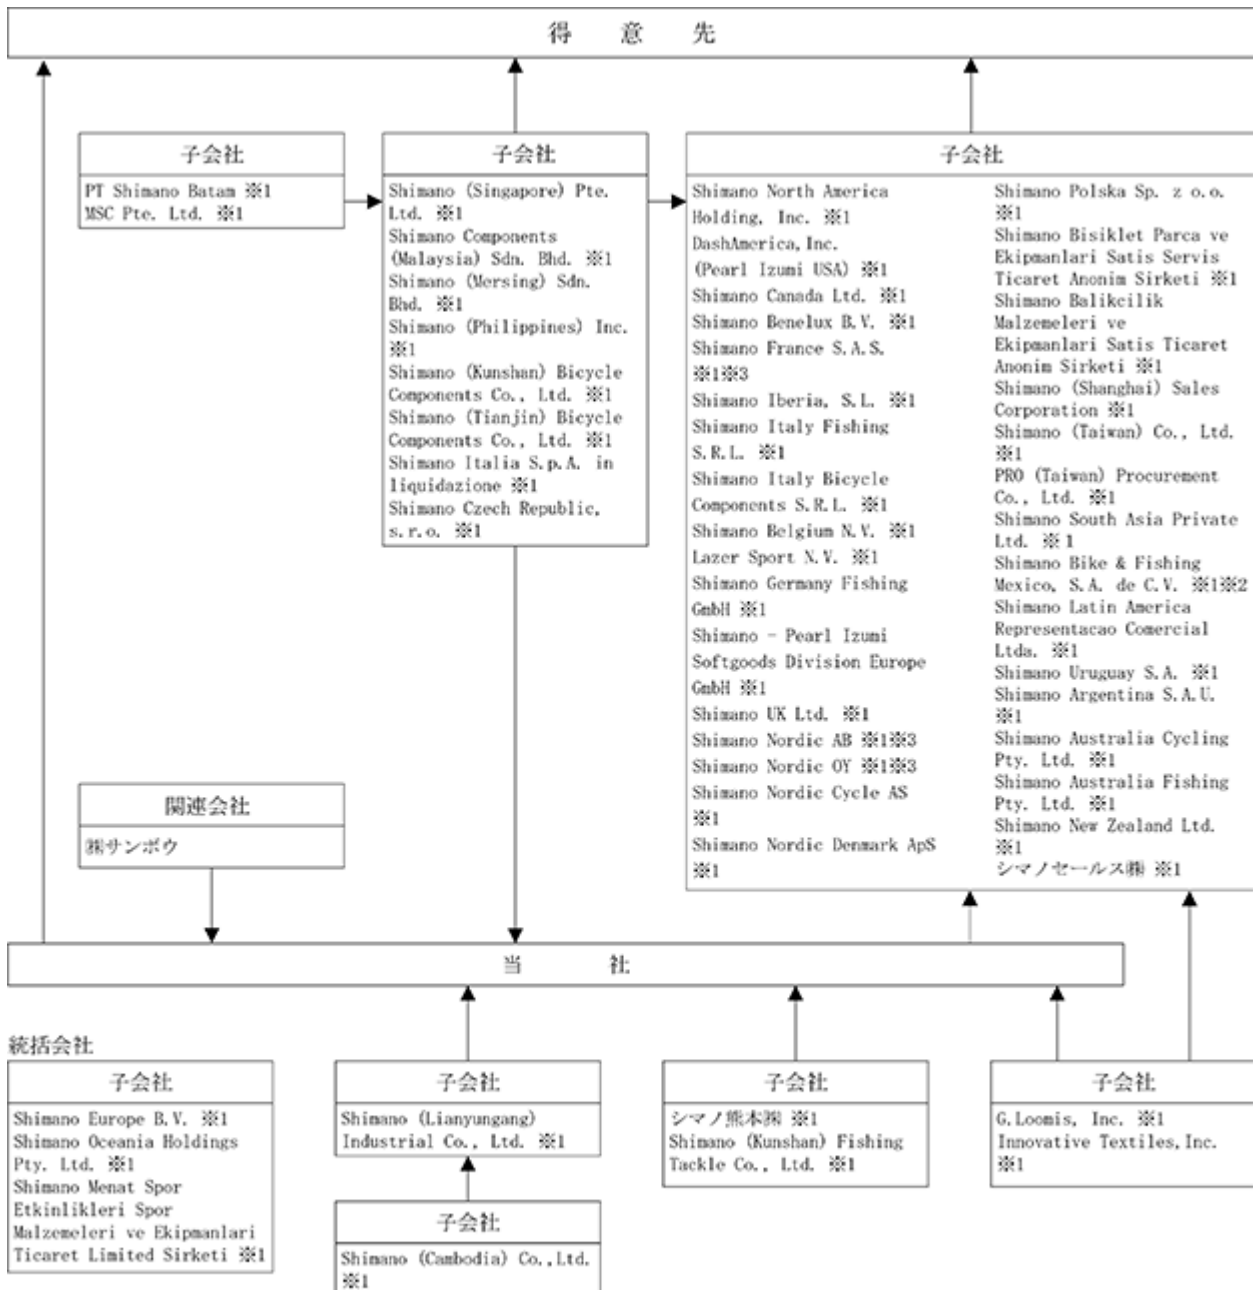 得意先
子会社
PT Shimano Batam ※1
MSC Pte. Ltd. ※1
子会社
Shimano (Singapore) Pte.
Ltd. ※1
Shimano Components
(Malaysia) Sdn. Bhd. ※1
Shimano (Mersing) Sdn.
Bhd. ※1
Shimano (Philippines) Inc.
※1
Shimano (Kunshan) Bicycle
Components Co., Ltd. ※1
Shimano (Tianjin) Bicycle
Components Co., Ltd. ※1
Shimano Italia S.p.A. in
liquidazione ※1
Shimano Czech Republic,
s.r.o. ※1
子会社
Shimano North America
Holding, Inc. ※1
DashAmerica,Inc.
(Pearl Izumi USA) ※1
Shimano Canada Ltd. ※1
Shimano Benelux B.V. ※1
Shimano France S.A.S.
※1※3
Shimano Iberia, S.L. ※1
Shimano Italy Fishing
S.R.L. ※1
Shimano Italy Bicycle
Components S.R.L. ※1
Shimano Belgium N.V. ※1
Lazer Sport N.V. ※1
Shimano Germany Fishing
GmbH ※1
Shimano - Pearl Izumi
Softgoods Division Europe
GmbH ※1
Shimano UK Ltd. ※1
Shimano Nordic AB ※1※3
Shimano Nordic OY ※1※3
Shimano Nordic Cycle AS
※1
Shimano Nordic Denmark ApS
※1
Shimano Polska Sp. z o.o.
※1
Shimano Bisiklet Parca ve
Ekipmanlari Satis Servis
Ticaret Anonim Sirketi ※1
Shimano Balikcilik
Malzemeleri ve
Ekipmanlari Satis Ticaret
Anonim Sirketi ※1
Shimano (Shanghai) Sales
Corporation ※1
Shimano (Taiwan) Co., Ltd.
※1
PRO (Taiwan) Procurement
Co., Ltd. ※1
Shimano South Asia Private
Ltd. ※1
Shimano Bike & Fishing
Mexico, S.A. de C.V. ※1※2
Shimano Latin America
Representacao Comercial
Ltda. ※1
Shimano Uruguay S.A. ※1
Shimano Argentina S.A.U.
※1
Shimano Australia Cycling
Pty. Ltd. ※1
Shimano Australia Fishing
Pty. Ltd. ※1
Shimano New Zealand Ltd.
※1
シマノセールス㈱ ※1
関連会社
㈱サンボウ
当社
統括会社
子会社
Shimano Europe B.V. ※1
Shimano Oceania Holdings
Pty. Ltd. ※1
Shimano Menat Spor
Etkinlikleri Spor
Malzemeleri ve Ekipmanlari
Ticaret Limited Sirketi ※1
子会社
Shimano (Lianyungang)
Industrial Co., Ltd. ※1
子会社
Shimano (Cambodia) Co.,Ltd.
※1
子会社
シマノ熊本㈱ ※1
Shimano (Kunshan) Fishing
Tackle Co., Ltd. ※1
子会社
G.Loomis, Inc. ※1
Innovative Textiles,Inc.
※1